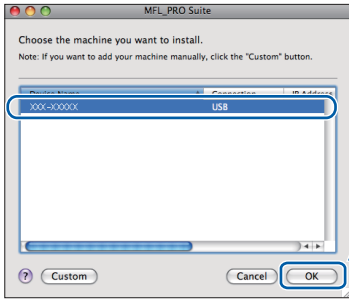 MFL_PRO Suite
Choose the machine you want to install.
Note: If you want to add your machine manually, click the "Custom" button.
Device Name Connection IP Address
XXX-XXXXX USB
? Custom Cancel OK